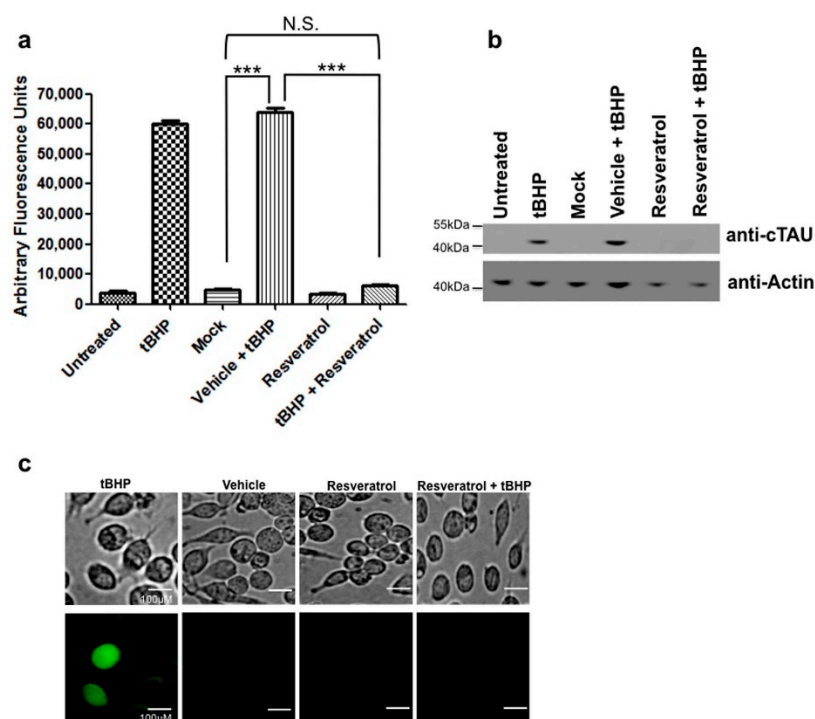 a
N.S.
***
***
Arbitrary Fluorescence Units
70,000
60,000
50,000
40,000
30,000
20,000
10,000
0
Untreated
tBHP
Mock
Vehicle + tBHP
Resveratrol
tBHP + Resveratrol
b
Untreated
tBHP
Mock
Vehicle + tBHP
Resveratrol
Resveratrol + tBHP
55kDa
40kDa
anti-cTAU
40kDa
anti-Actin
c
tBHP
Vehicle
Resveratrol
Resveratrol + tBHP
100µM
100µM